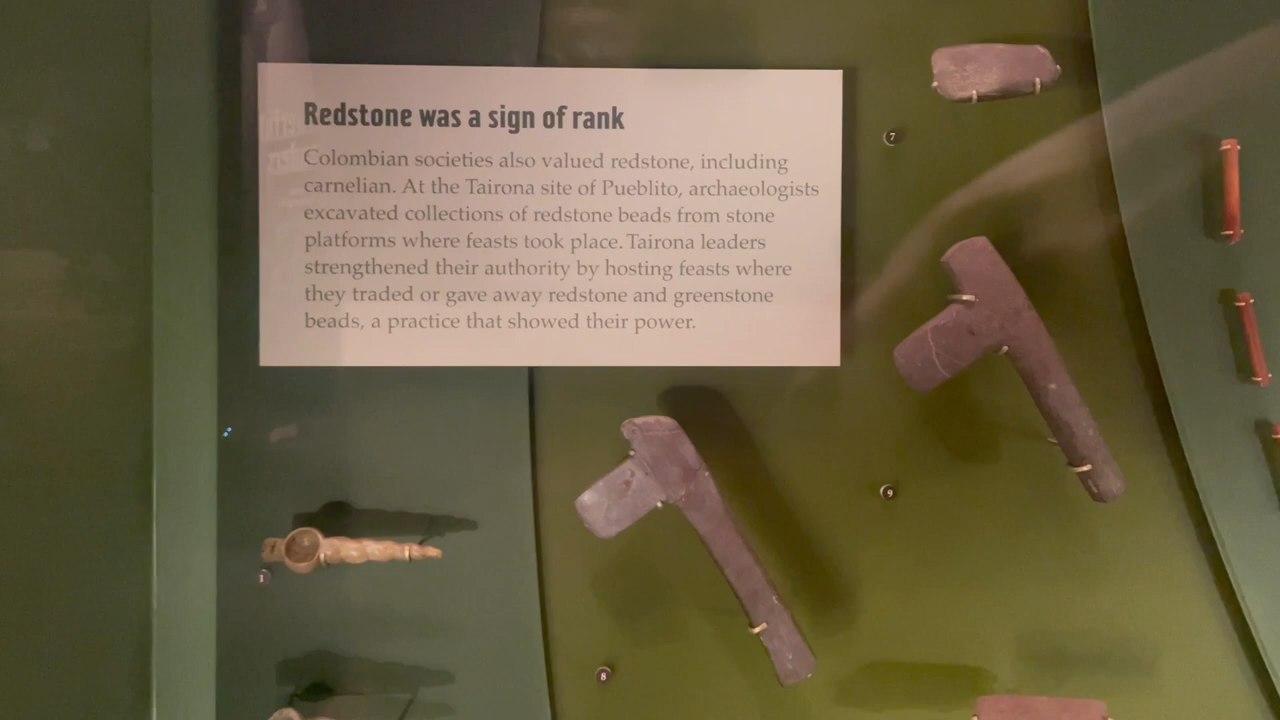 Redstone was a sign of rank
Colombian societies also valued redstone, including
carnelian. At the Tairona site of Pueblito, archaeologists
excavated collections of redstone beads from stone
platforms where feasts took place. Tairona leaders
strengthened their authority by hosting feasts where
they traded or gave away redstone and greenstone
beads, a practice that showed their power.
7
9
1
8